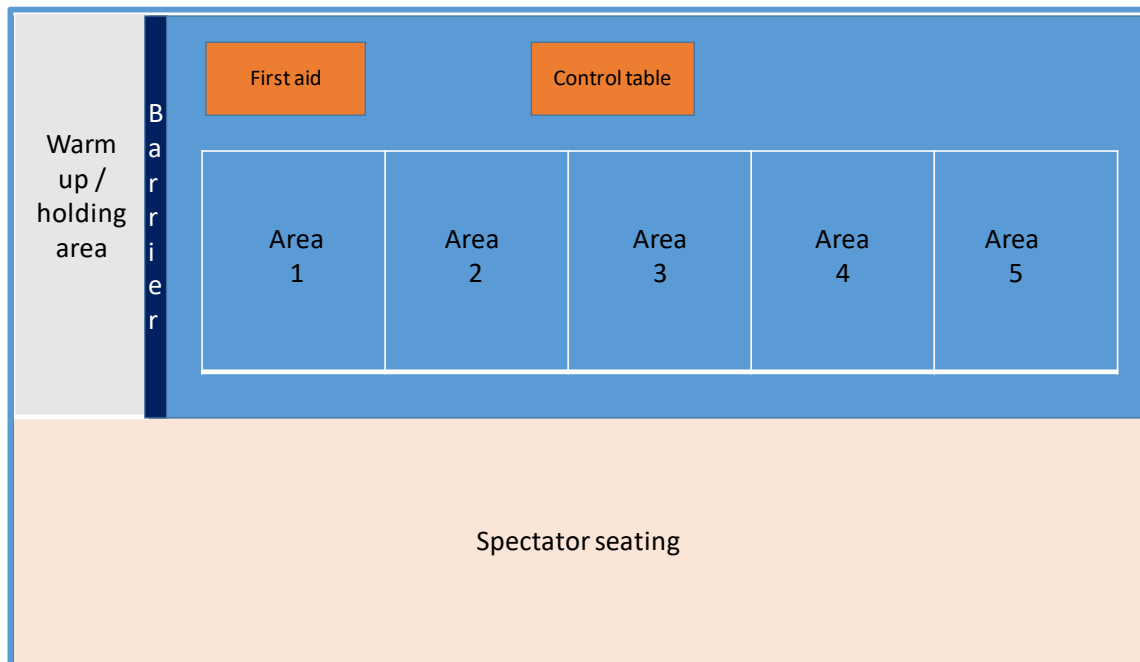 First aid
Control table
Warm
up /
holding
area
Barrier
Area
1
Area
2
Area
3
Area
4
Area
5
Spectator seating